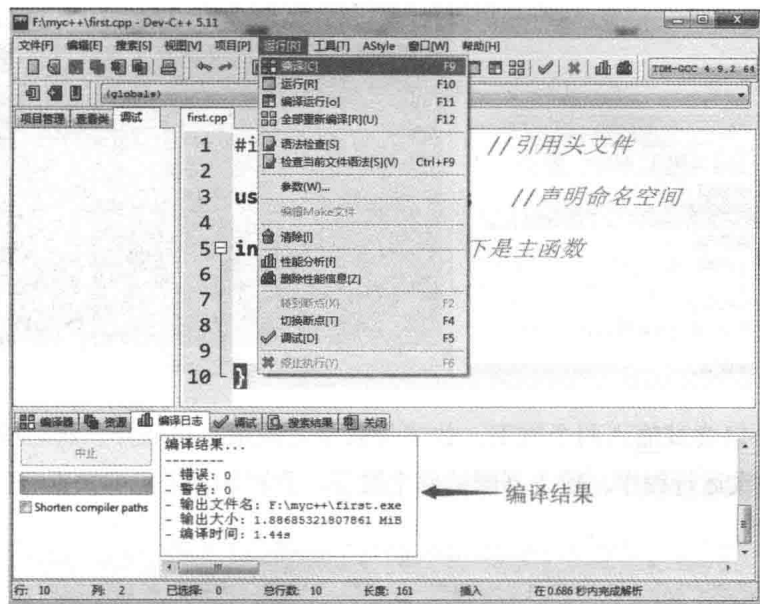 F:\myc++\first.cpp - Dev-C++ 5.11
文件[F] 编辑[E] 搜索[S] 视图[V] 项目[P] 运行[R] 工具[T] AStyle 窗口[W] 帮助[H]
TDM-GCC 4.9.2 64
(globals)
项目管理 查看类 调试
first.cpp
编译[C] F9
运行[R] F10
编译运行[o] F11
全部重新编译[R](U) F12
语法检查[S]
检查当前文件语法[S](V) Ctrl+F9
参数(W)...
编辑Make文件
清除[l]
性能分析[f]
删除性能信息[Z]
转到断点(X) F2
切换断点[T] F4
调试[D] F5
停止执行(Y) F6
1 #i //引用头文件
2
3 us ; //声明命名空间
4
5 in 下是主函数
6
7
8
9
10 }
编译器 资源 编译日志 调试 搜索结果 关闭
中止
Shorten compiler paths
编译结果...
--------
- 错误: 0
- 警告: 0
- 输出文件名: F:\myc++\first.exe
- 输出大小: 1.88685321807861 MiB
- 编译时间: 1.44s
编译结果
行: 10 列: 2 已选择: 0 总行数: 10 长度: 161 插入 在 0.686 秒内完成解析